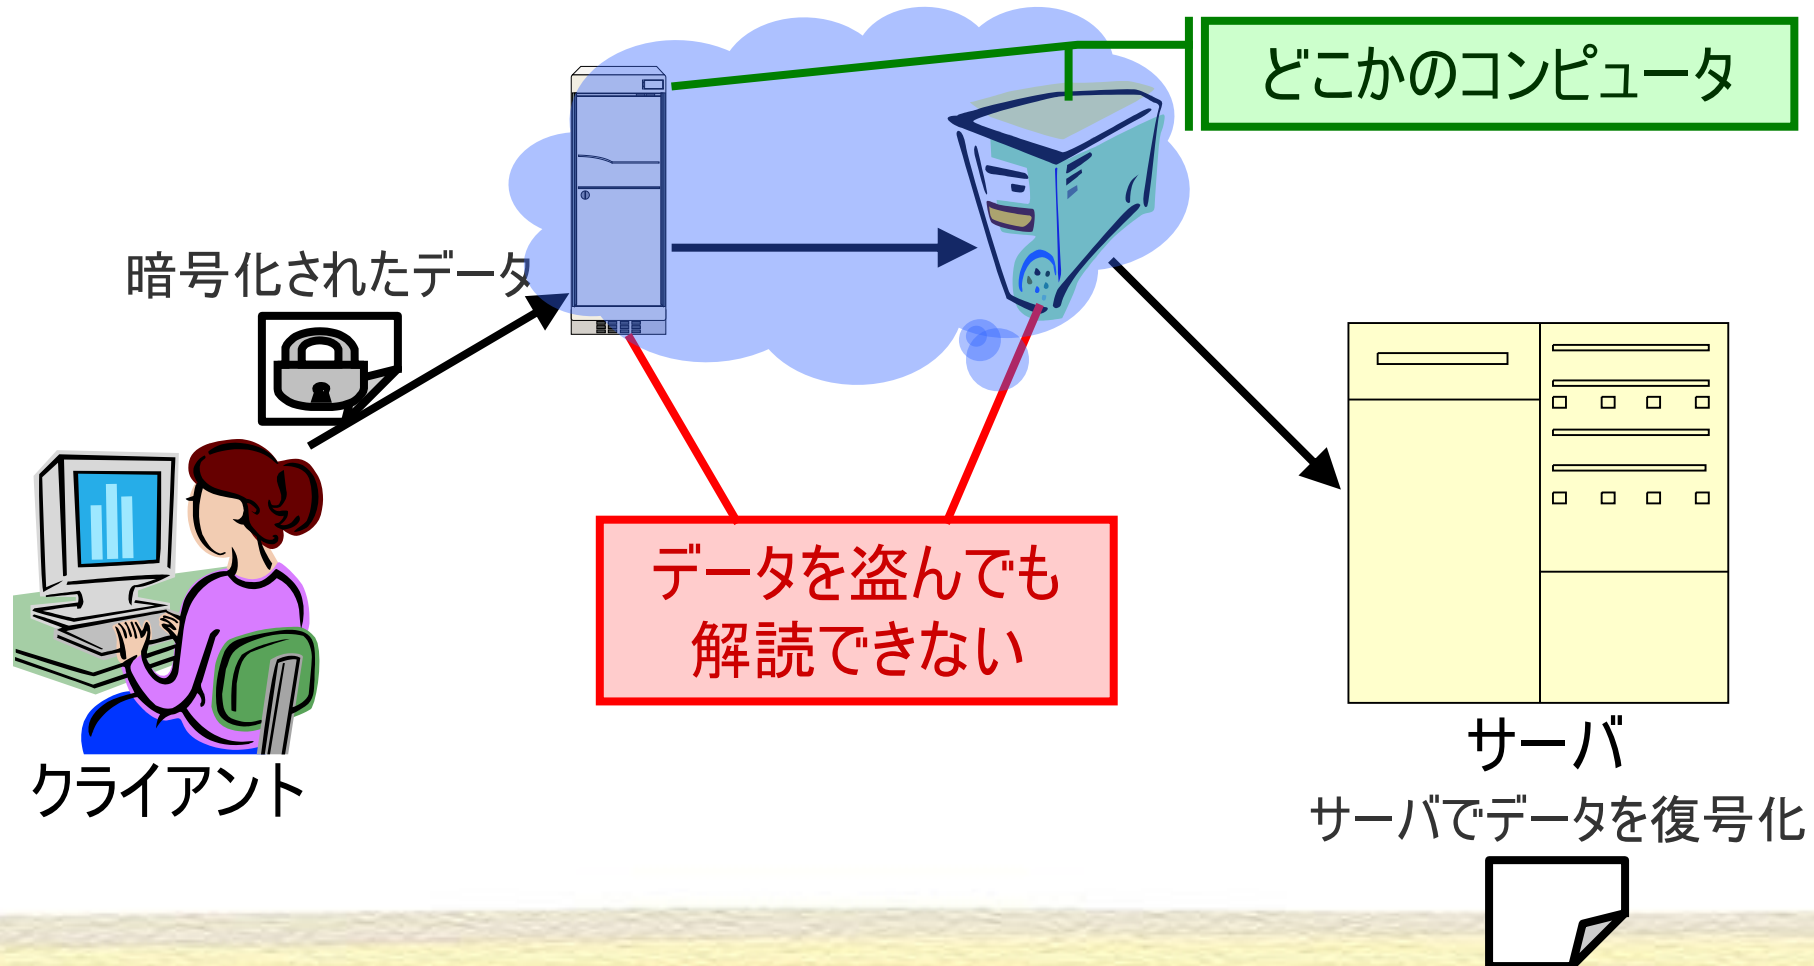 どこかのコンピュータ
暗号化されたデータ
データを盗んでも
解読できない
クライアント
サーバ
サーバでデータを復号化